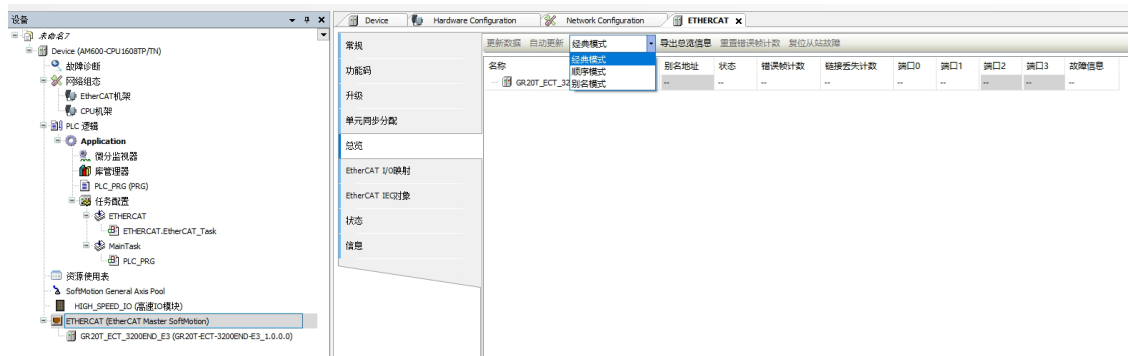 设备
未命名7
Device (AM600-CPU1608TP/TN)
故障诊断
网络组态
EtherCAT机架
CPU机架
PLC 逻辑
Application
微分监视器
库管理器
PLC_PRG (PRG)
任务配置
ETHERCAT
ETHERCAT.EtherCAT_Task
MainTask
PLC_PRG
资源使用表
SoftMotion General Axis Pool
HIGH_SPEED_IO (高速IO模块)
ETHERCAT (EtherCAT Master SoftMotion)
GR20T_ECT_3200END_E3 (GR20T-ECT-3200END-E3_1.0.0.0)
Device Hardware Configuration Network Configuration ETHERCAT
常规
功能码
升级
单元同步分配
总览
EtherCAT I/O映射
EtherCAT IEC对象
状态
信息
更新数据 自动更新 经典模式 导出总览信息 重置错误帧计数 复位从站故障
经典模式
顺序模式
别名模式
名称 别名地址 状态 错误帧计数 链接丢失计数 端口0 端口1 端口2 端口3 故障信息
GR20T_ECT_32 -- -- -- -- -- -- -- -- --